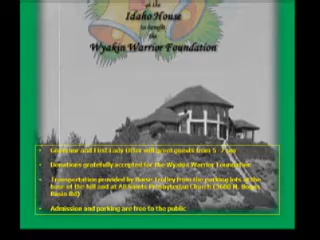 at the
Idaho House
to benefit
the
Wyakin Warrior Foundation
Governor and First Lady Otter will greet guests from 5 - 7 pm
Donations gratefully accepted for the Wyakin Warrior Foundation
Transportation provided by horse trolley from the parking lots at the
base of the hill and at All Saints Presbyterian Church (3600 N. Bogus
Basin Rd)
Admission and parking are free to the public